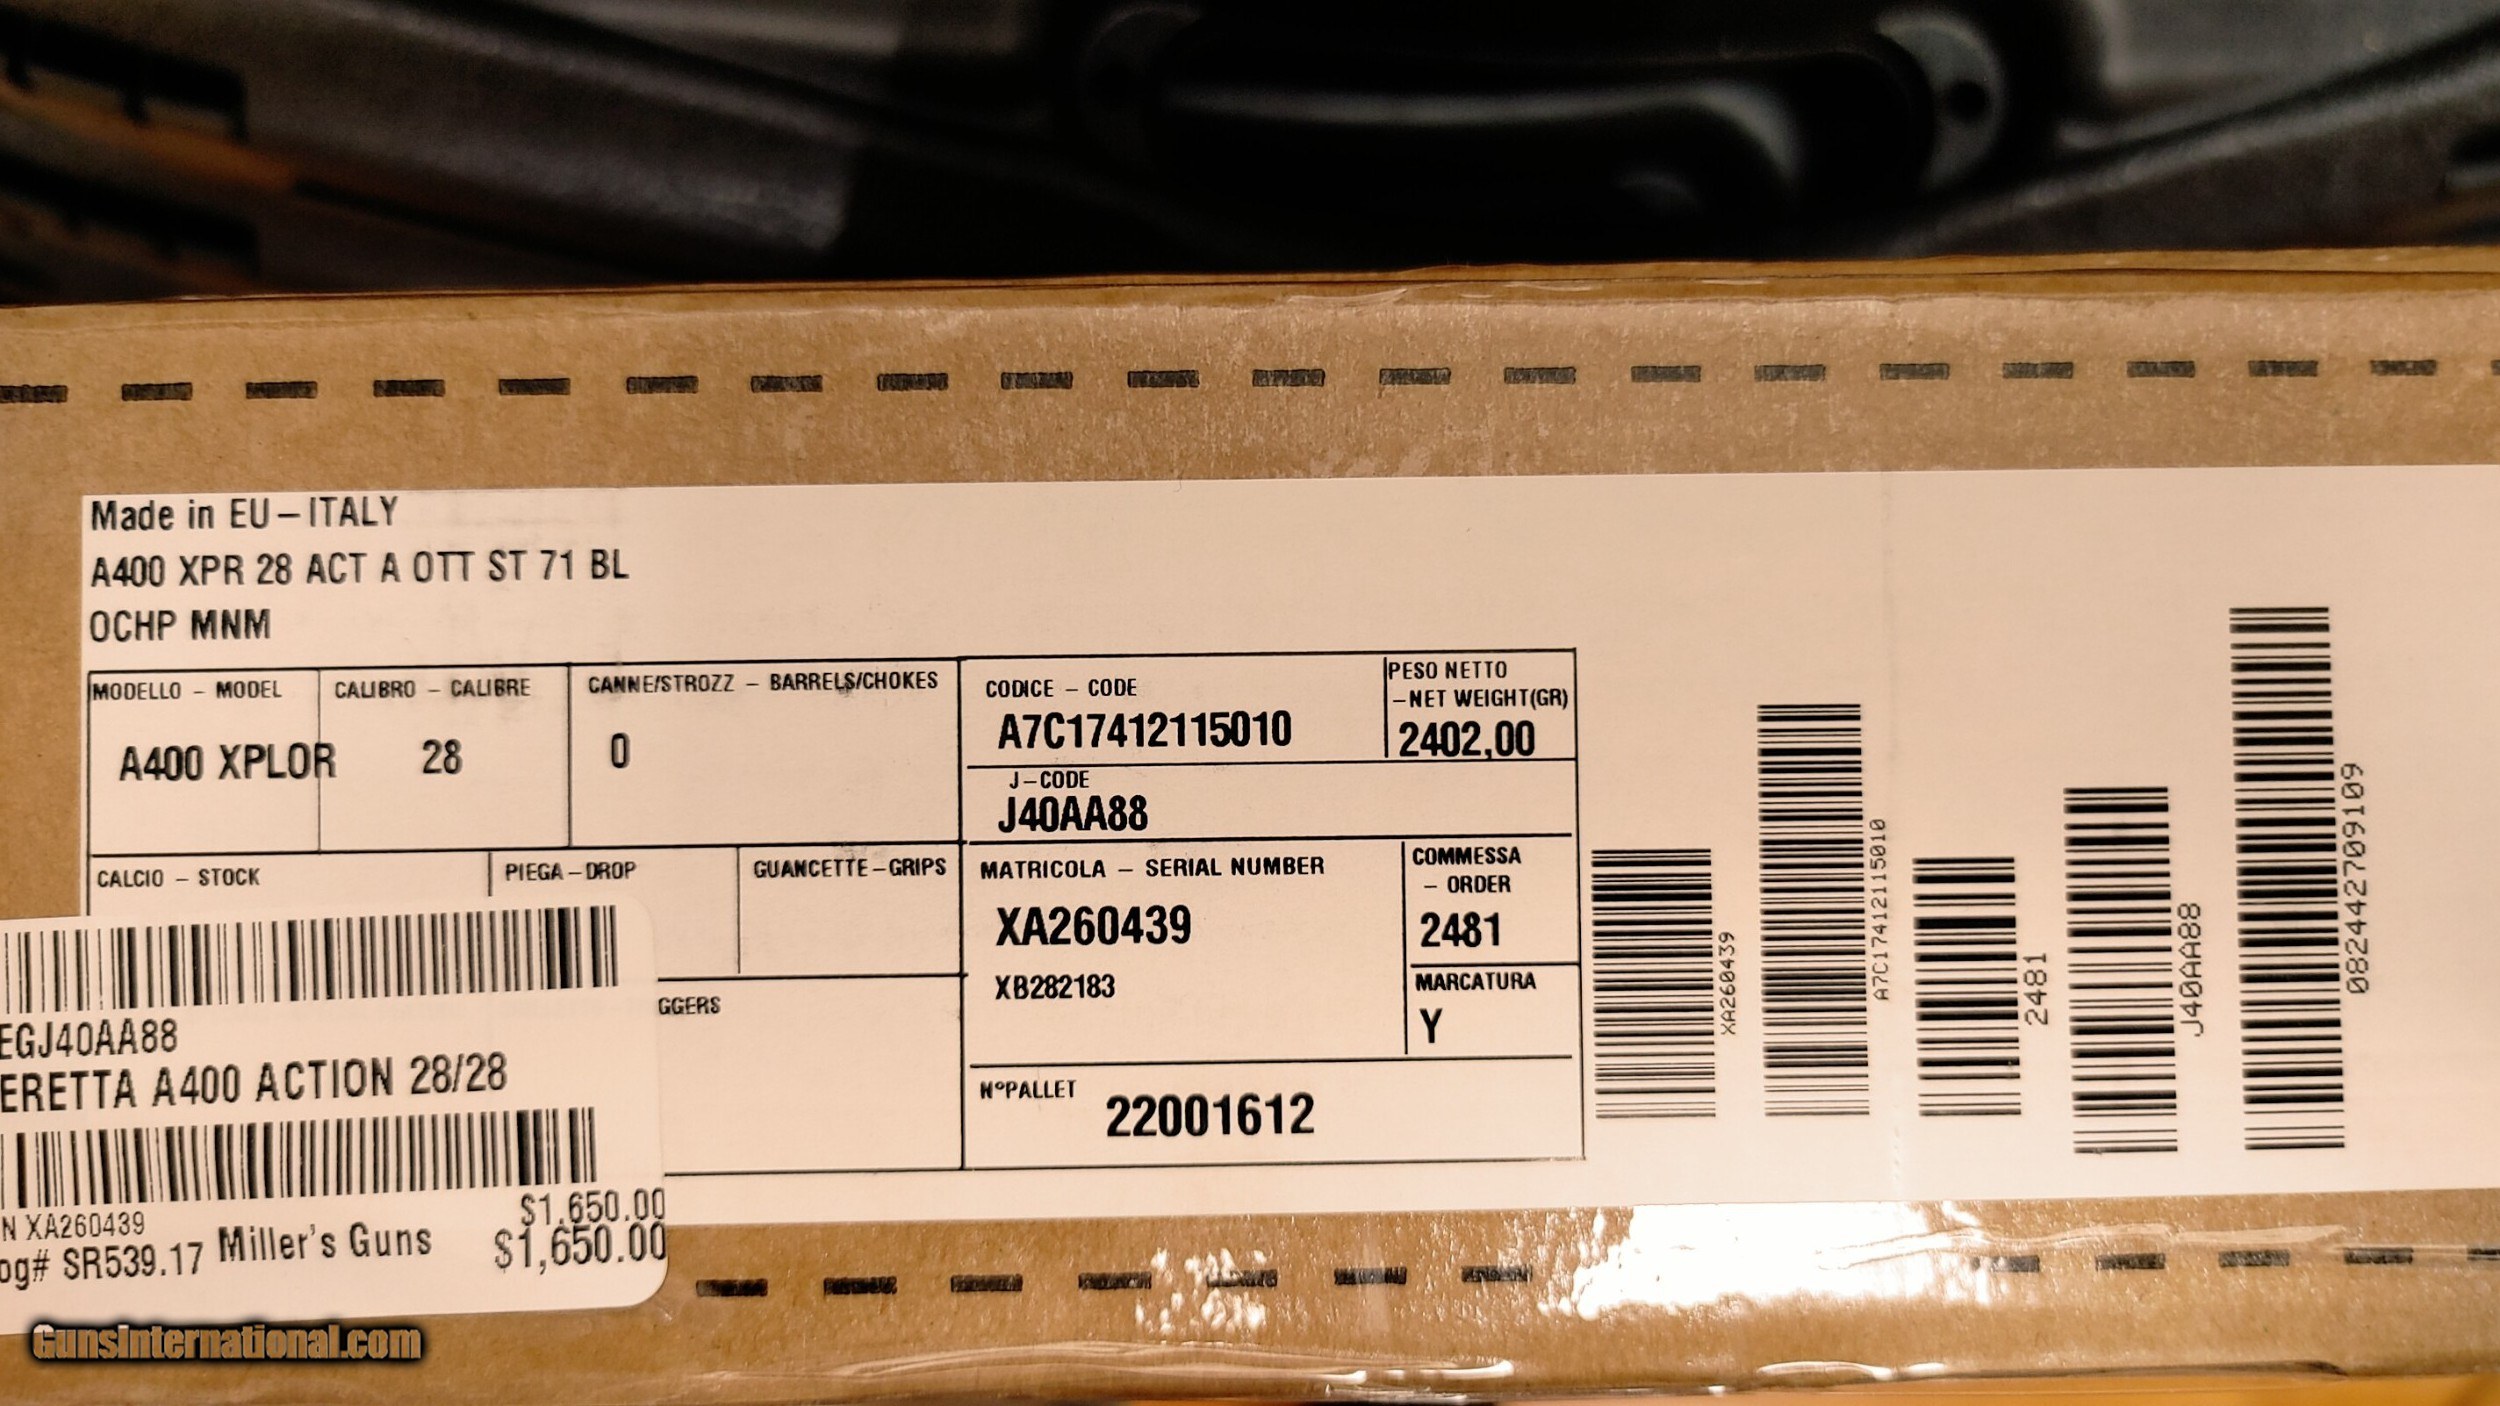 Made in EU – ITALY
A400 XPR 28 ACT A OTT ST 71 BL
OCHP MNM
MODELLO – MODEL
A400 XPLOR
CALIBRO – CALIBRE
28
CANNE/STROZZ – BARRELS/CHOKES
0
CODICE – CODE
A7C17412115010
PESO NETTO
–NET WEIGHT(GR)
2402,00
J–CODE
J40AA88
CALCIO – STOCK
PIEGA–DROP
GUANCETTE–GRIPS
MATRICOLA – SERIAL NUMBER
XA260439
XB282183
COMMESSA
– ORDER
2481
MARCATURA
Y
GGERS
N°PALLET
22001612
XA260439
A7C17412115010
2481
J40AA88
082442709109
EGJ40AA88
ERETTA A400 ACTION 28/28
N XA260439
$1,650.00
og# SR539.17 Miller's Guns $1,650.00
GunsInternational.com